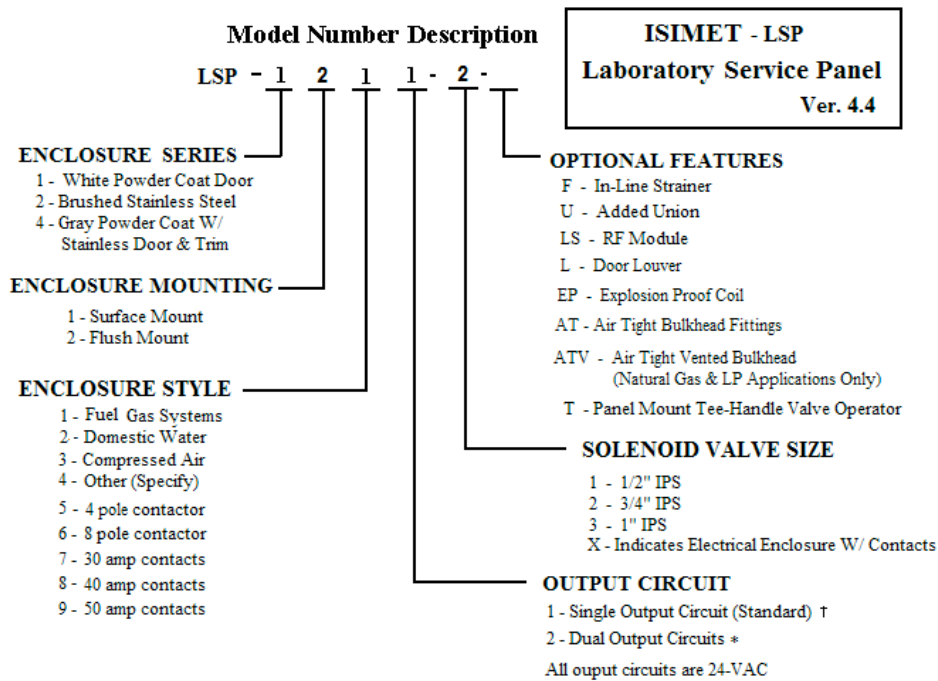 Model Number Description
LSP - 1 2 1 1 - 2 -
ISIMET - LSP
Laboratory Service Panel
Ver. 4.4
ENCLOSURE SERIES
1 - White Powder Coat Door
2 - Brushed Stainless Steel
4 - Gray Powder Coat W/
Stainless Door & Trim
ENCLOSURE MOUNTING
1 - Surface Mount
2 - Flush Mount
ENCLOSURE STYLE
1 - Fuel Gas Systems
2 - Domestic Water
3 - Compressed Air
4 - Other (Specify)
5 - 4 pole contactor
6 - 8 pole contactor
7 - 30 amp contacts
8 - 40 amp contacts
9 - 50 amp contacts
OPTIONAL FEATURES
F - In-Line Strainer
U - Added Union
LS - RF Module
L - Door Louver
EP - Explosion Proof Coil
AT - Air Tight Bulkhead Fittings
ATV - Air Tight Vented Bulkhead
(Natural Gas & LP Applications Only)
T - Panel Mount Tee-Handle Valve Operator
SOLENOID VALVE SIZE
1 - 1/2" IPS
2 - 3/4" IPS
3 - 1" IPS
X - Indicates Electrical Enclosure W/ Contacts
OUTPUT CIRCUIT
1 - Single Output Circuit (Standard) †
2 - Dual Output Circuits *
All ouput circuits are 24-VAC